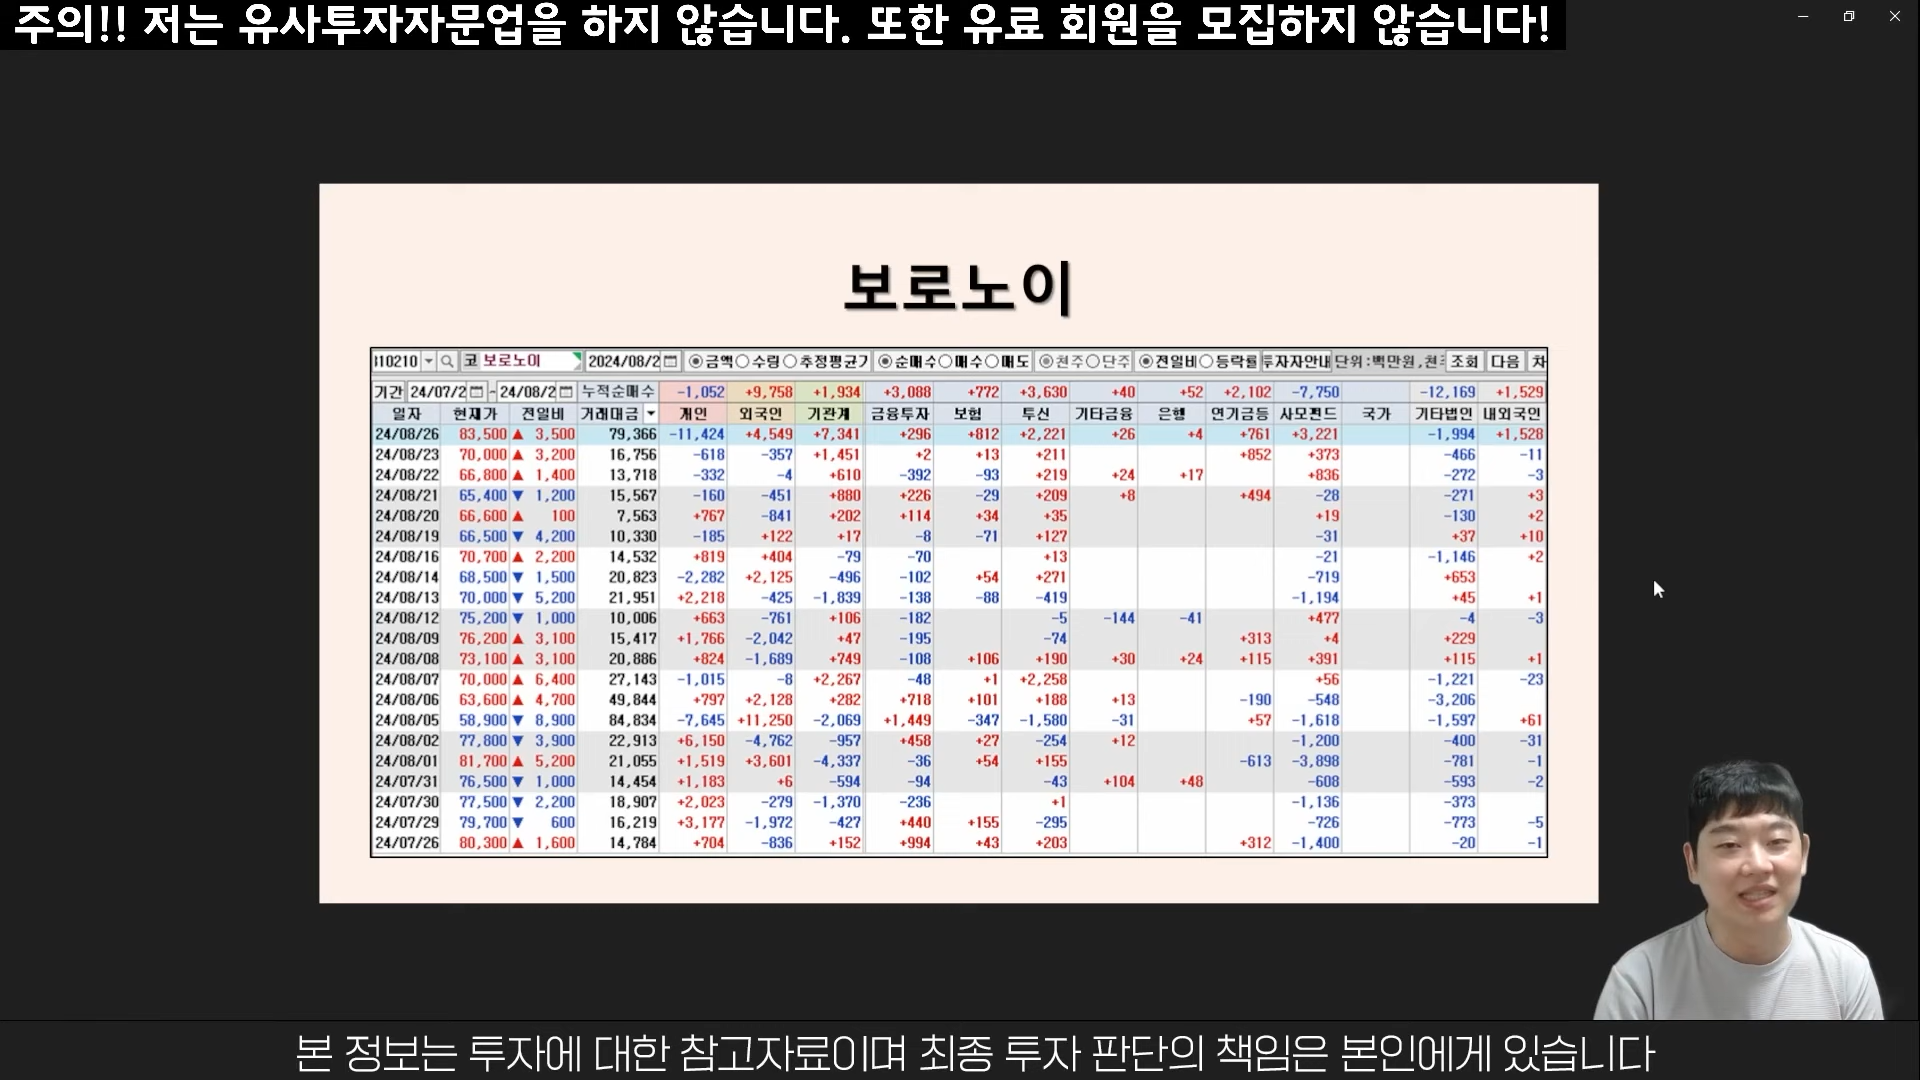 주의!! 저는 유사투자자문업을 하지 않습니다. 또한 유료 회원을 모집하지 않습니다!
보로노이
310210 코 보로노이 2024/08/2 금액 수량 추정평균가 순매수 매수 매도 천주 단주 전일비 등락률 투자자안내 단위:백만원,천주 조회 다음 차
기간 24/07/2 ~ 24/08/2 누적순매수 -1,052 +9,758 +1,934 +3,088 +772 +3,630 +40 +52 +2,102 -7,750 -12,169 +1,529
일자 현재가 전일비 거래대금 개인 외국인 기관계 금융투자 보험 투신 기타금융 은행 연기금등 사모펀드 국가 기타법인 내외국인
24/08/26 83,500 ▲ 3,500 79,366 -11,424 +4,549 +7,341 +296 +812 +2,221 +26 +4 +761 +3,221 -1,994 +1,528
24/08/23 70,000 ▲ 3,200 16,756 -618 -357 +1,451 +2 +13 +211 +852 +373 -466 -11
24/08/22 66,800 ▲ 1,400 13,718 -332 -4 +610 -392 -93 +219 +24 +17 +836 -272 -3
24/08/21 65,400 ▼ 1,200 15,567 -160 -451 +880 +226 -29 +209 +8 +494 -28 -271 +3
24/08/20 66,600 ▲ 100 7,563 +767 -841 +202 +114 +34 +35 +19 -130 +2
24/08/19 66,500 ▼ 4,200 10,330 -185 +122 +17 -8 -71 +127 -31 +37 +10
24/08/16 70,700 ▲ 2,200 14,532 +819 +404 -79 -70 +13 -21 -1,146 +2
24/08/14 68,500 ▼ 1,500 20,823 -2,282 +2,125 -496 -102 +54 +271 -719 +653
24/08/13 70,000 ▼ 5,200 21,951 +2,218 -425 -1,839 -138 -88 -419 -1,194 +45 +1
24/08/12 75,200 ▼ 1,000 10,006 +663 -761 +106 -182 -5 -144 -41 +477 -4 -3
24/08/09 76,200 ▲ 3,100 15,417 +1,766 -2,042 +47 -195 -74 +313 +4 +229
24/08/08 73,100 ▲ 3,100 20,886 +824 -1,689 +749 -108 +106 +190 +30 +24 +115 +391 +115 +1
24/08/07 70,000 ▲ 6,400 27,143 -1,015 -8 +2,267 -48 +1 +2,258 +56 -1,221 -23
24/08/06 63,600 ▲ 4,700 49,844 +797 +2,128 +282 +718 +101 +188 +13 -190 -548 -3,206
24/08/05 58,900 ▼ 8,900 84,834 -7,645 +11,250 -2,069 +1,449 -347 -1,580 -31 +57 -1,618 -1,597 +61
24/08/02 77,800 ▼ 3,900 22,913 +6,150 -4,762 -957 +458 +27 -254 +12 -1,200 -400 -31
24/08/01 81,700 ▲ 5,200 21,055 +1,519 +3,601 -4,337 -36 +54 +155 -613 -3,898 -781 -1
24/07/31 76,500 ▼ 1,000 14,454 +1,183 +6 -594 -94 -43 +104 +48 -608 -593 -2
24/07/30 77,500 ▼ 2,200 18,907 +2,023 -279 -1,370 -236 +1 -1,136 -373
24/07/29 79,700 ▼ 600 16,219 +3,177 -1,972 -427 +440 +155 -295 -726 -773 -5
24/07/26 80,300 ▲ 1,600 14,784 +704 -836 +152 +994 +43 +203 +312 -1,400 -20 -1
본 정보는 투자에 대한 참고자료이며 최종 투자 판단의 책임은 본인에게 있습니다